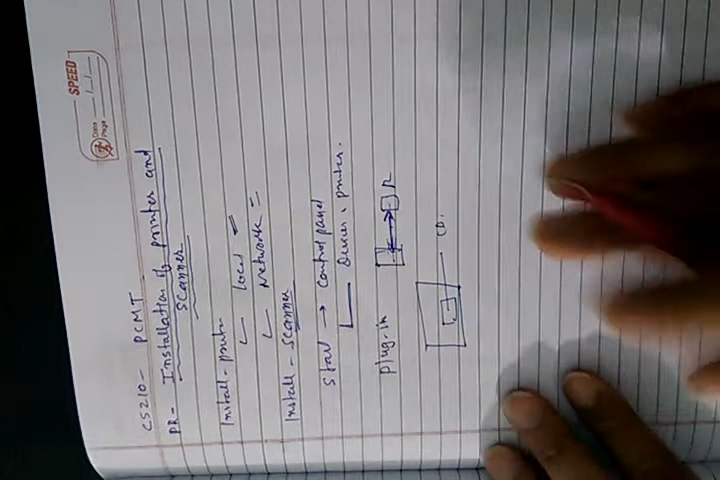 SPEED
Date
Page
CS210- PCMT
PR- Installation of printer and
scanner
Install - printer
Local
Network
Install - Scanner
Start → Control panel
Devices & printer.
Plug-in
CD.